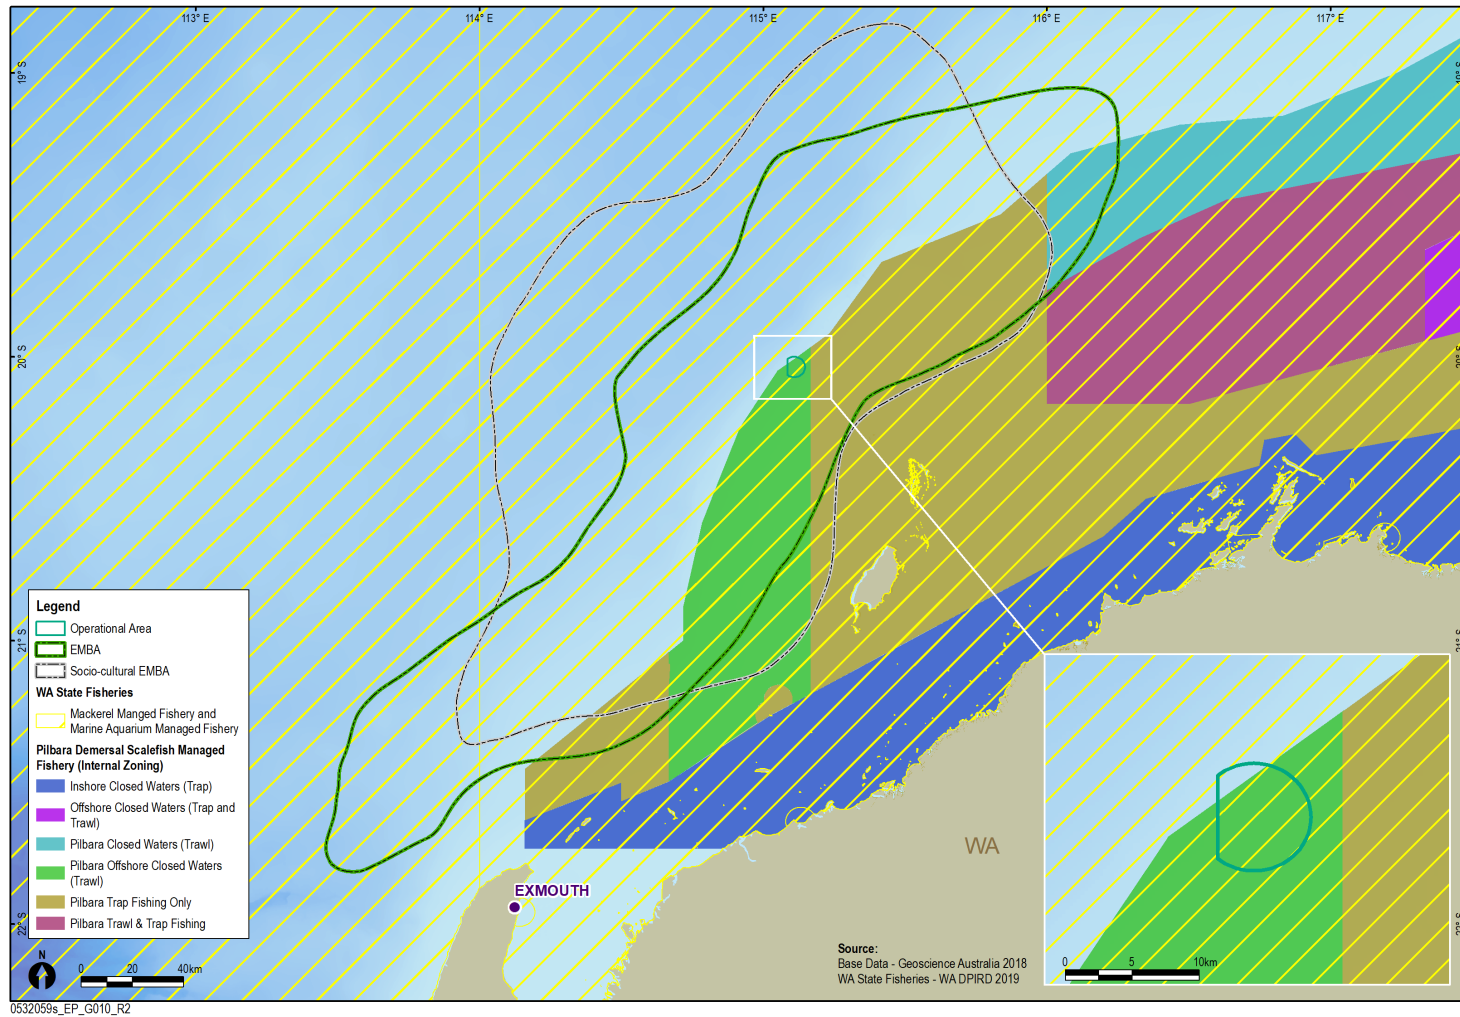 113° E
114° E
115° E
116° E
117° E
19° S
19° S
20° S
20° S
21° S
21° S
22° S
22° S
Legend
Operational Area
EMBA
Socio-cultural EMBA
WA State Fisheries
Mackerel Manged Fishery and
Marine Aquarium Managed Fishery
Pilbara Demersal Scalefish Managed
Fishery (Internal Zoning)
Inshore Closed Waters (Trap)
Offshore Closed Waters (Trap and
Trawl)
Pilbara Closed Waters (Trawl)
Pilbara Offshore Closed Waters
(Trawl)
Pilbara Trap Fishing Only
Pilbara Trawl & Trap Fishing
WA
EXMOUTH
N
0 20 40km
Source:
Base Data - Geoscience Australia 2018
WA State Fisheries - WA DPIRD 2019
0 5 10km
0532059s_EP_G010_R2